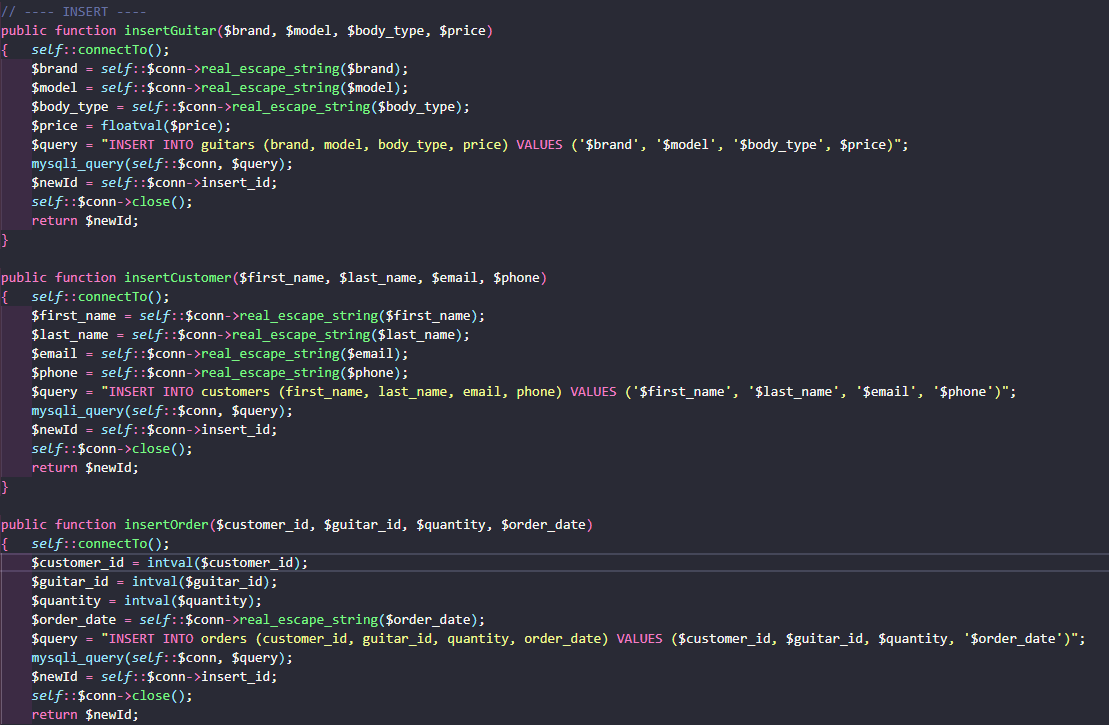 // ---- INSERT ----
public function insertGuitar($brand, $model, $body_type, $price)
{   self::connectTo();
    $brand = self::$conn->real_escape_string($brand);
    $model = self::$conn->real_escape_string($model);
    $body_type = self::$conn->real_escape_string($body_type);
    $price = floatval($price);
    $query = "INSERT INTO guitars (brand, model, body_type, price) VALUES ('$brand', '$model', '$body_type', $price)";
    mysqli_query(self::$conn, $query);
    $newId = self::$conn->insert_id;
    self::$conn->close();
    return $newId;
}
public function insertCustomer($first_name, $last_name, $email, $phone)
{   self::connectTo();
    $first_name = self::$conn->real_escape_string($first_name);
    $last_name = self::$conn->real_escape_string($last_name);
    $email = self::$conn->real_escape_string($email);
    $phone = self::$conn->real_escape_string($phone);
    $query = "INSERT INTO customers (first_name, last_name, email, phone) VALUES ('$first_name', '$last_name', '$email', '$phone')";
    mysqli_query(self::$conn, $query);
    $newId = self::$conn->insert_id;
    self::$conn->close();
    return $newId;
}
public function insertOrder($customer_id, $guitar_id, $quantity, $order_date)
{   self::connectTo();
    $customer_id = intval($customer_id);
    $guitar_id = intval($guitar_id);
    $quantity = intval($quantity);
    $order_date = self::$conn->real_escape_string($order_date);
    $query = "INSERT INTO orders (customer_id, guitar_id, quantity, order_date) VALUES ($customer_id, $guitar_id, $quantity, '$order_date')";
    mysqli_query(self::$conn, $query);
    $newId = self::$conn->insert_id;
    self::$conn->close();
    return $newId;